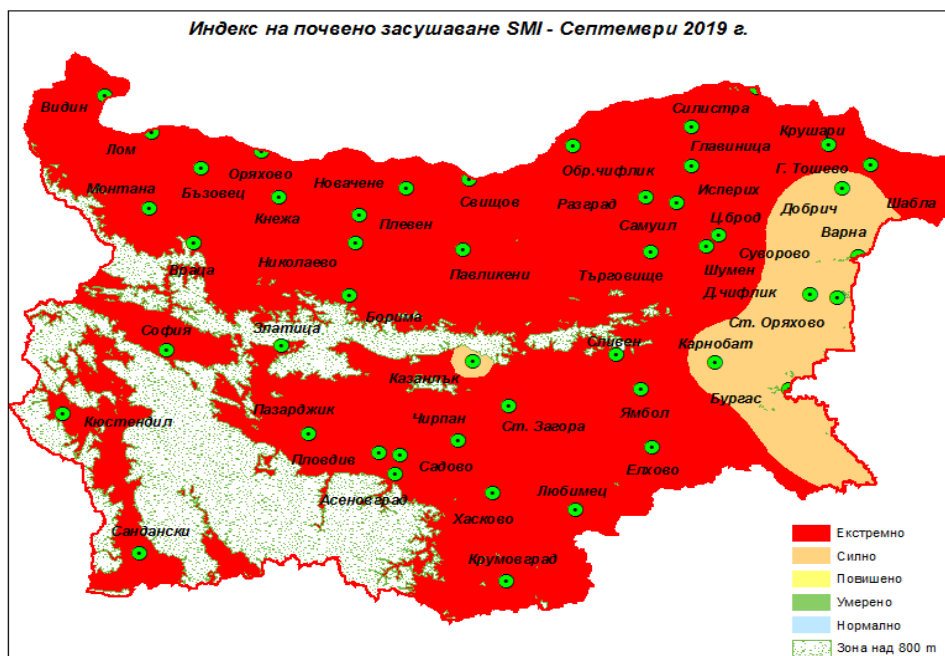 Индекс на почвено засушаване SMI - Септември 2019 г.
Видин
Силистра
Лом
Крушари
Главиница
Оряхово
Обр.чифлик
Г. Тошево
Монтана
Бъзовец
Новачене
Исперих
Свищов
Разград
Добрич
Шабла
Кнежа
Плевен
Самуил
Ц.брод
Варна
Николаево
Суворово
Враца
Павликени
Търговище
Шумен
Д.чифлик
Борима
Ст. Оряхово
София
Златица
Сливен
Карнобат
Казанлък
Бургас
Пазарджик
Чирпан
Ямбол
Кюстендил
Ст. Загора
Пловдив
Садово
Елхово
Асеновград
Любимец
Хасково
Сандански
Крумовград
Екстремно
Силно
Повишено
Умерено
Нормално
Зона над 800 m